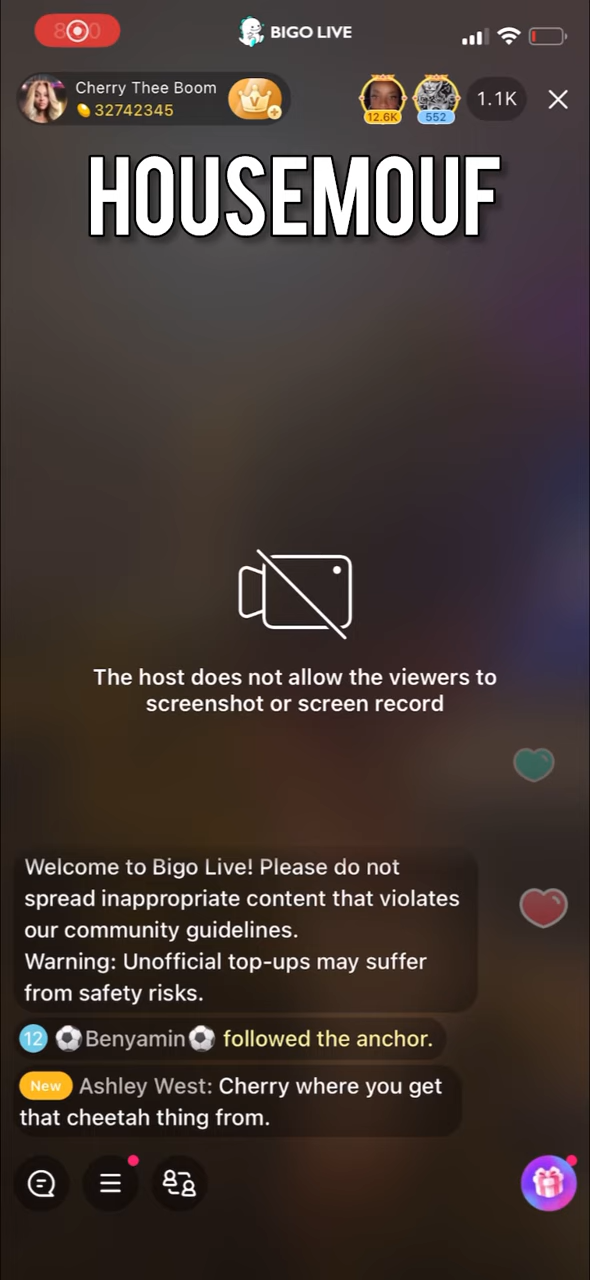 BIGO LIVE
Cherry Thee Boom
32742345
12.6K
552
1.1K
HOUSEMOUF
The host does not allow the viewers to
screenshot or screen record
Welcome to Bigo Live! Please do not
spread inappropriate content that violates
our community guidelines.
Warning: Unofficial top-ups may suffer
from safety risks.
12 ⚽Benyamin⚽ followed the anchor.
New Ashley West: Cherry where you get
that cheetah thing from.